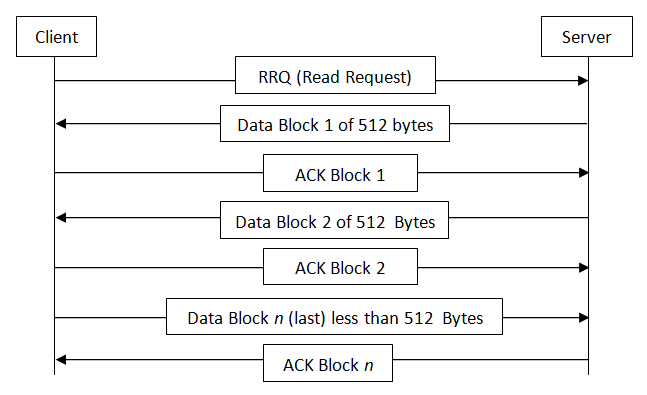 Client
Server
RRQ (Read Request)
Data Block 1 of 512 bytes
ACK Block 1
Data Block 2 of 512  Bytes
ACK Block 2
Data Block n (last) less than 512  Bytes
ACK Block n